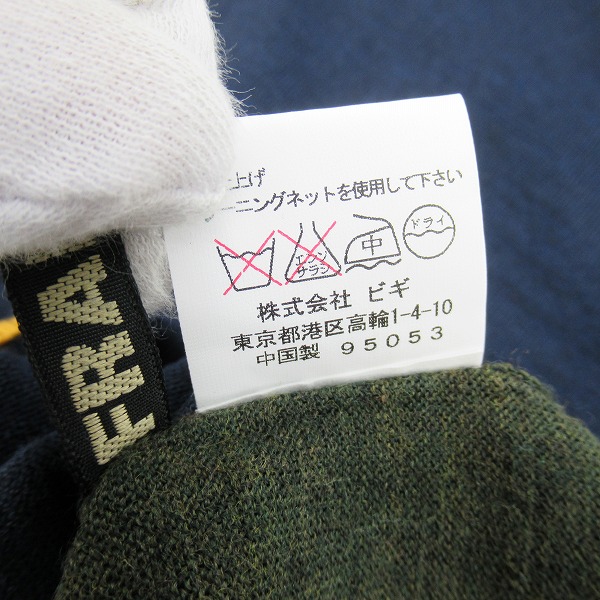 上げ
ーニングネットを使用して下さい
エンソ
サラシ
中
ドライ
株式会社 ビギ
東京都港区高輪1-4-10
中国製 95053
FRA